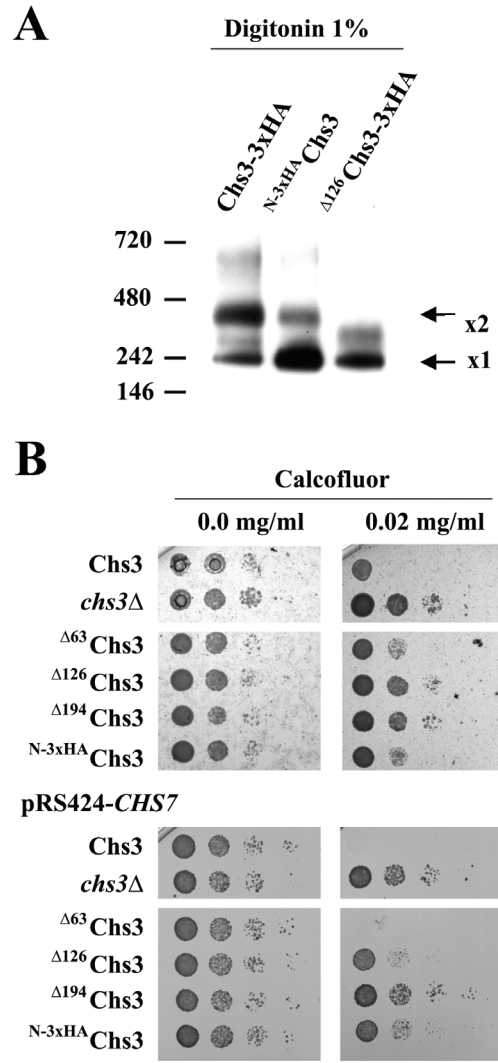 A
Digitonin 1%
Chs3-3xHA
N-3xHAChs3
Δ126Chs3-3xHA
720
480
242
146
x2
x1
B
Calcofluor
0.0 mg/ml
0.02 mg/ml
Chs3
chs3Δ
Δ63Chs3
Δ126Chs3
Δ194Chs3
N-3xHAChs3
pRS424-CHS7
Chs3
chs3Δ
Δ63Chs3
Δ126Chs3
Δ194Chs3
N-3xHAChs3